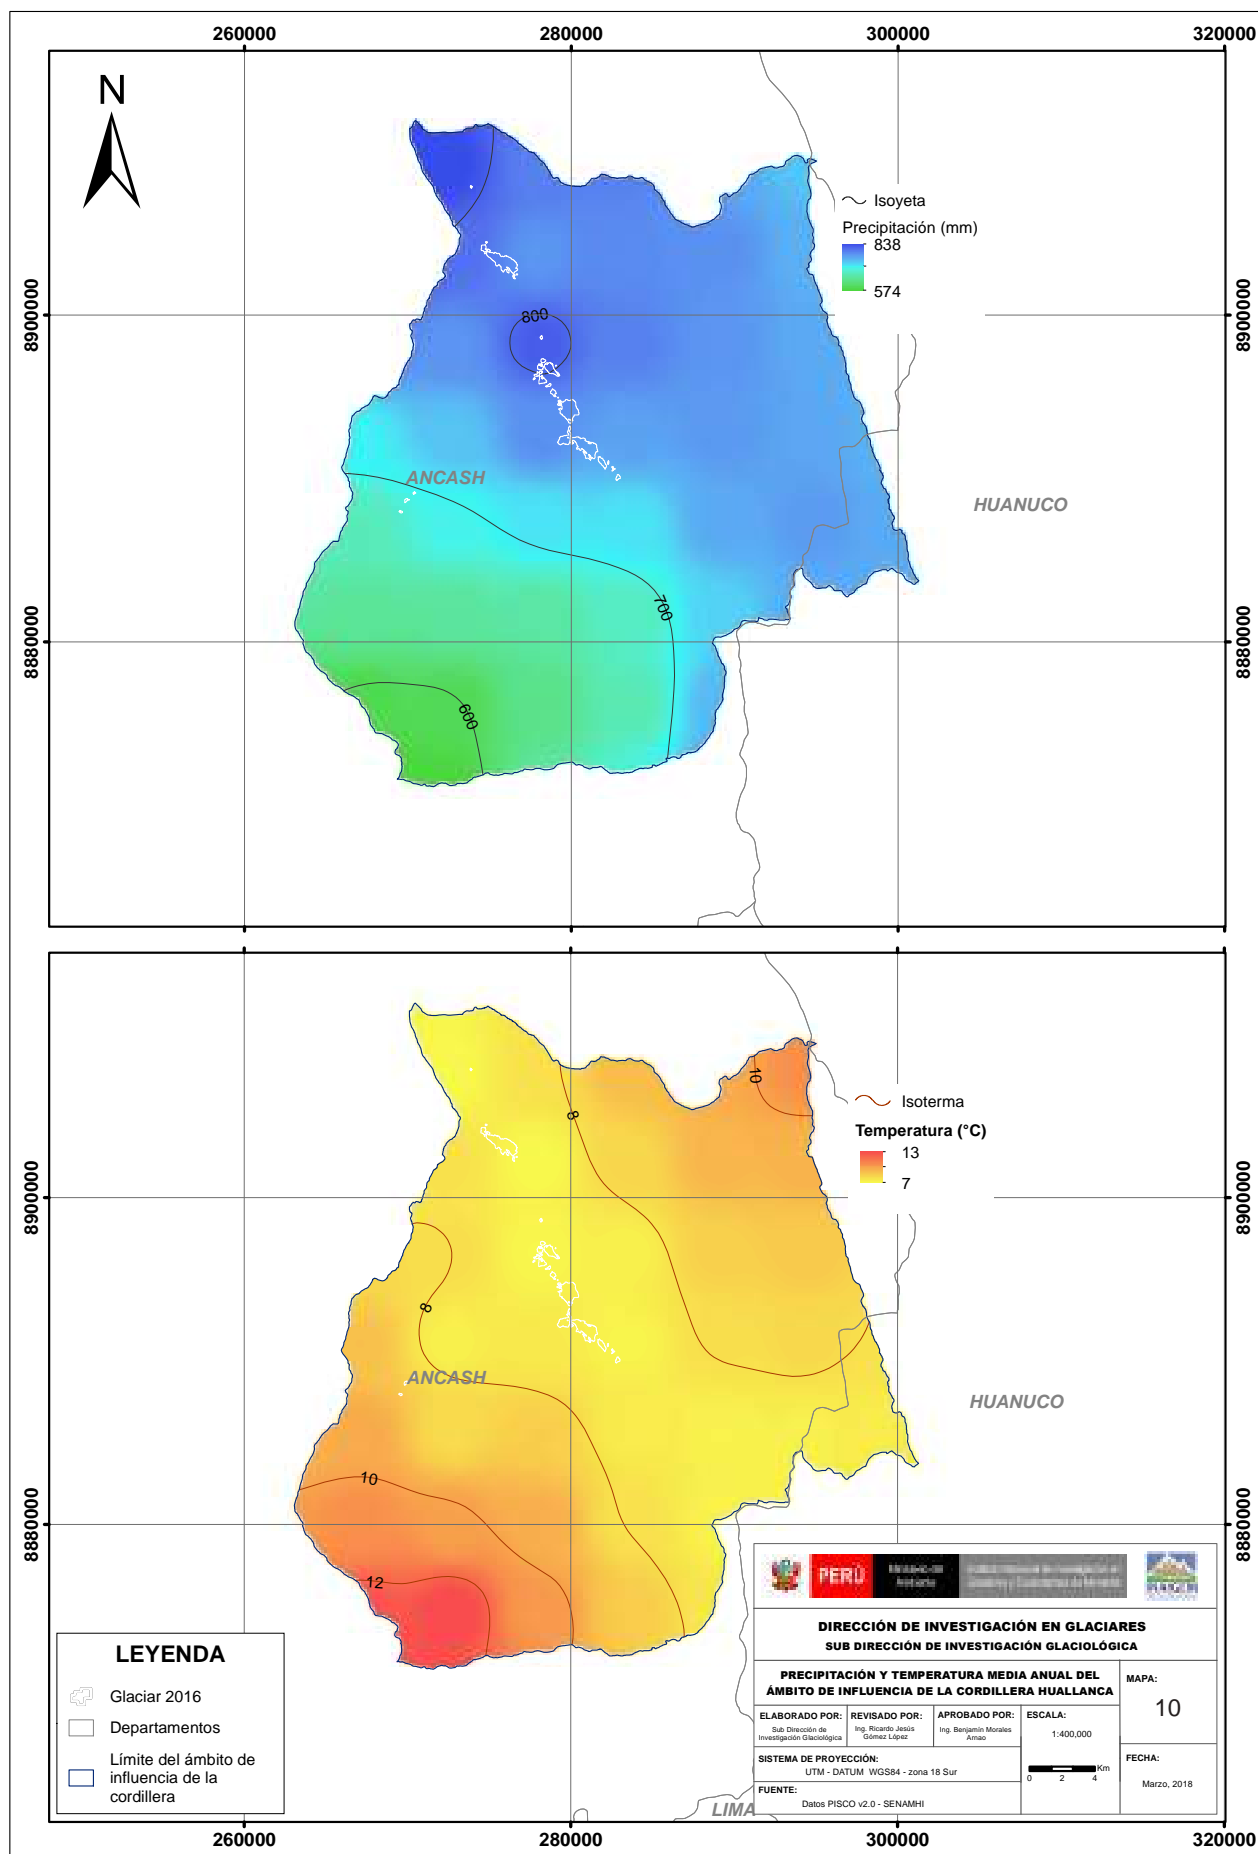 260000 280000 300000 320000
N
Isoyeta
Precipitación (mm)
838
574
8900000 8900000
800
ANCASH
HUANUCO
700
8880000 8880000
600
10
8
Isoterma
Temperatura (°C)
13
7
8900000 8900000
8
ANCASH
HUANUCO
10
8880000 8880000
12
PERÚ
DIRECCIÓN DE INVESTIGACIÓN EN GLACIARES
SUB DIRECCIÓN DE INVESTIGACIÓN GLACIOLÓGICA
PRECIPITACIÓN Y TEMPERATURA MEDIA ANUAL DEL
ÁMBITO DE INFLUENCIA DE LA CORDILLERA HUALLANCA
MAPA:
10
ELABORADO POR:
Sub Dirección de
Investigación Glaciológica
REVISADO POR:
Ing. Ricardo Jesús
Gómez López
APROBADO POR:
Ing. Benjamín Morales
Arnao
ESCALA:
1:400,000
Km
0 2 4
SISTEMA DE PROYECCIÓN:
UTM - DATUM WGS84 - zona 18 Sur
FECHA:
Marzo, 2018
FUENTE:
Datos PISCO v2.0 - SENAMHI
LEYENDA
Glaciar 2016
Departamentos
Límite del ámbito de
influencia de la
cordillera
LIMA
260000 280000 300000 320000